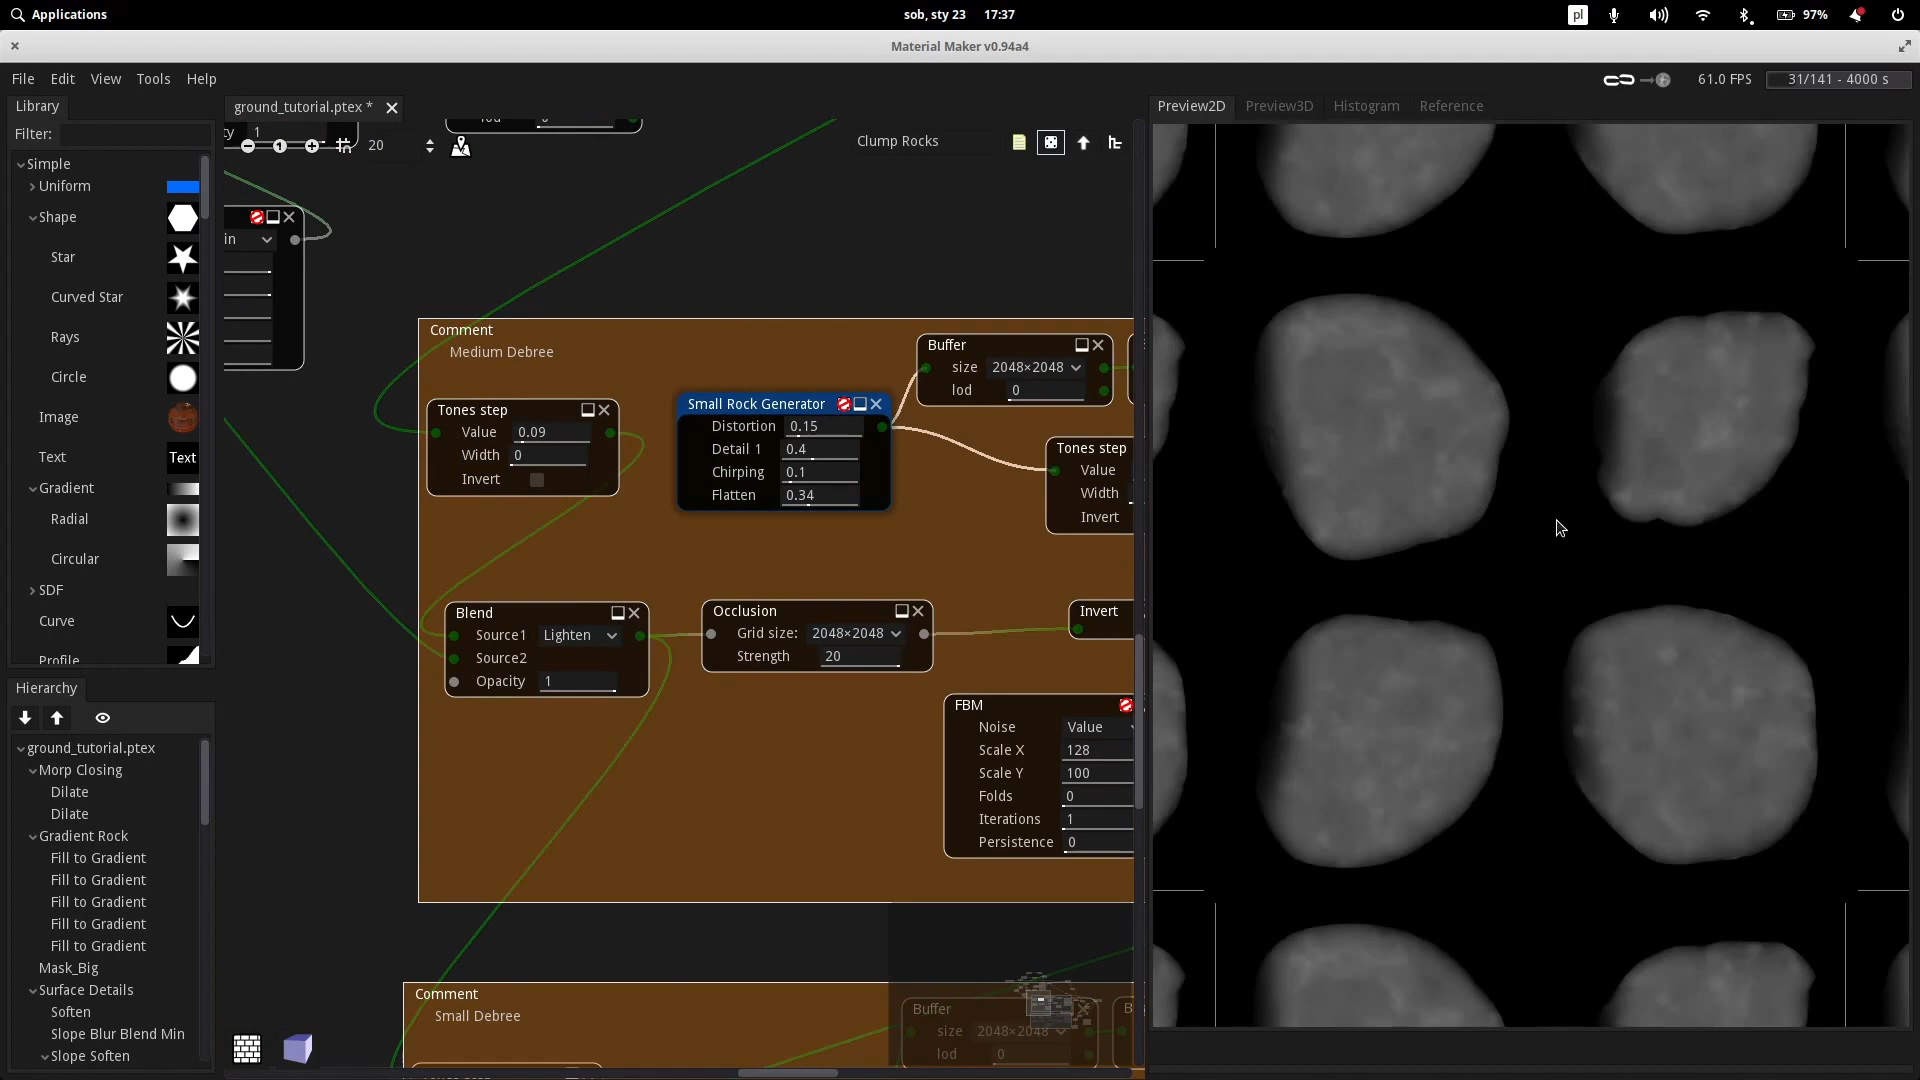 Applications
sob, sty 23 17:37
pl
97%
Material Maker v0.94a4
File Edit View Tools Help
61.0 FPS
31/141 - 4000 s
Library
Filter:
Simple
Uniform
Shape
Star
Curved Star
Rays
Circle
Image
Text
Text
Gradient
Radial
Circular
SDF
Curve
Profile
Hierarchy
ground_tutorial.ptex
Morp Closing
Dilate
Dilate
Gradient Rock
Fill to Gradient
Fill to Gradient
Fill to Gradient
Fill to Gradient
Fill to Gradient
Mask_Big
Surface Details
Soften
Slope Blur Blend Min
Slope Soften
ground_tutorial.ptex *
1
1
20
Clump Rocks
in
Comment
Medium Debree
Tones step
Value 0.09
Width 0
Invert
Small Rock Generator
Distortion 0.15
Detail 1 0.4
Chirping 0.1
Flatten 0.34
Buffer
size 2048×2048
lod 0
Tones step
Value
Width
Invert
Blend
Source1 Lighten
Source2
Opacity 1
Occlusion
Grid size: 2048×2048
Strength 20
Invert
FBM
Noise Value
Scale X 128
Scale Y 100
Folds 0
Iterations 1
Persistence 0
Comment
Small Debree
Buffer
size 2048×2048
lod 0
Preview2D Preview3D Histogram Reference